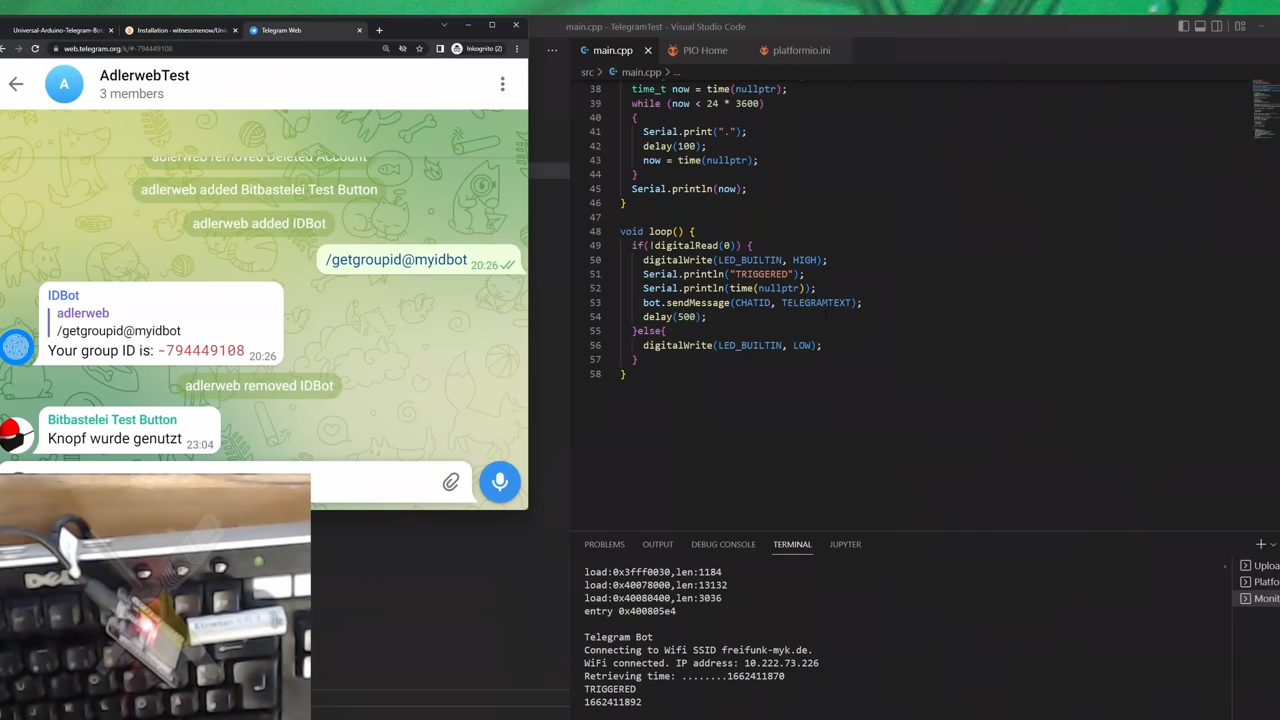 Universal-Arduino-Telegram-Bo
Installation - witnessmenow/Univ
Telegram Web
web.telegram.org/k/#-794449108
Inkognito (2)
A
AdlerwebTest
3 members
adlerweb removed Deleted Account
adlerweb added Bitbastelei Test Button
adlerweb added IDBot
/getgroupid@myidbot 20:26
IDBot
adlerweb
/getgroupid@myidbot
Your group ID is: -794449108 20:26
adlerweb removed IDBot
Bitbastelei Test Button
Knopf wurde genutzt 23:04
main.cpp - TelegramTest - Visual Studio Code
main.cpp
PIO Home
platformio.ini
src > main.cpp > ...
38 time_t now = time(nullptr);
39 while (now < 24 * 3600)
40 {
41 Serial.print(".");
42 delay(100);
43 now = time(nullptr);
44 }
45 Serial.println(now);
46 }
47
48 void loop() {
49 if(!digitalRead(0)) {
50 digitalWrite(LED_BUILTIN, HIGH);
51 Serial.println("TRIGGERED");
52 Serial.println(time(nullptr));
53 bot.sendMessage(CHATID, TELEGRAMTEXT);
54 delay(500);
55 }else{
56 digitalWrite(LED_BUILTIN, LOW);
57 }
58 }
PROBLEMS OUTPUT DEBUG CONSOLE TERMINAL JUPYTER
load:0x3fff0030,len:1184
load:0x40078000,len:13132
load:0x40080400,len:3036
entry 0x400805e4
Telegram Bot
Connecting to Wifi SSID freifunk-myk.de.
WiFi connected. IP address: 10.222.73.226
Retrieving time: ........1662411870
TRIGGERED
1662411892
Uploa
Platfo
Monit